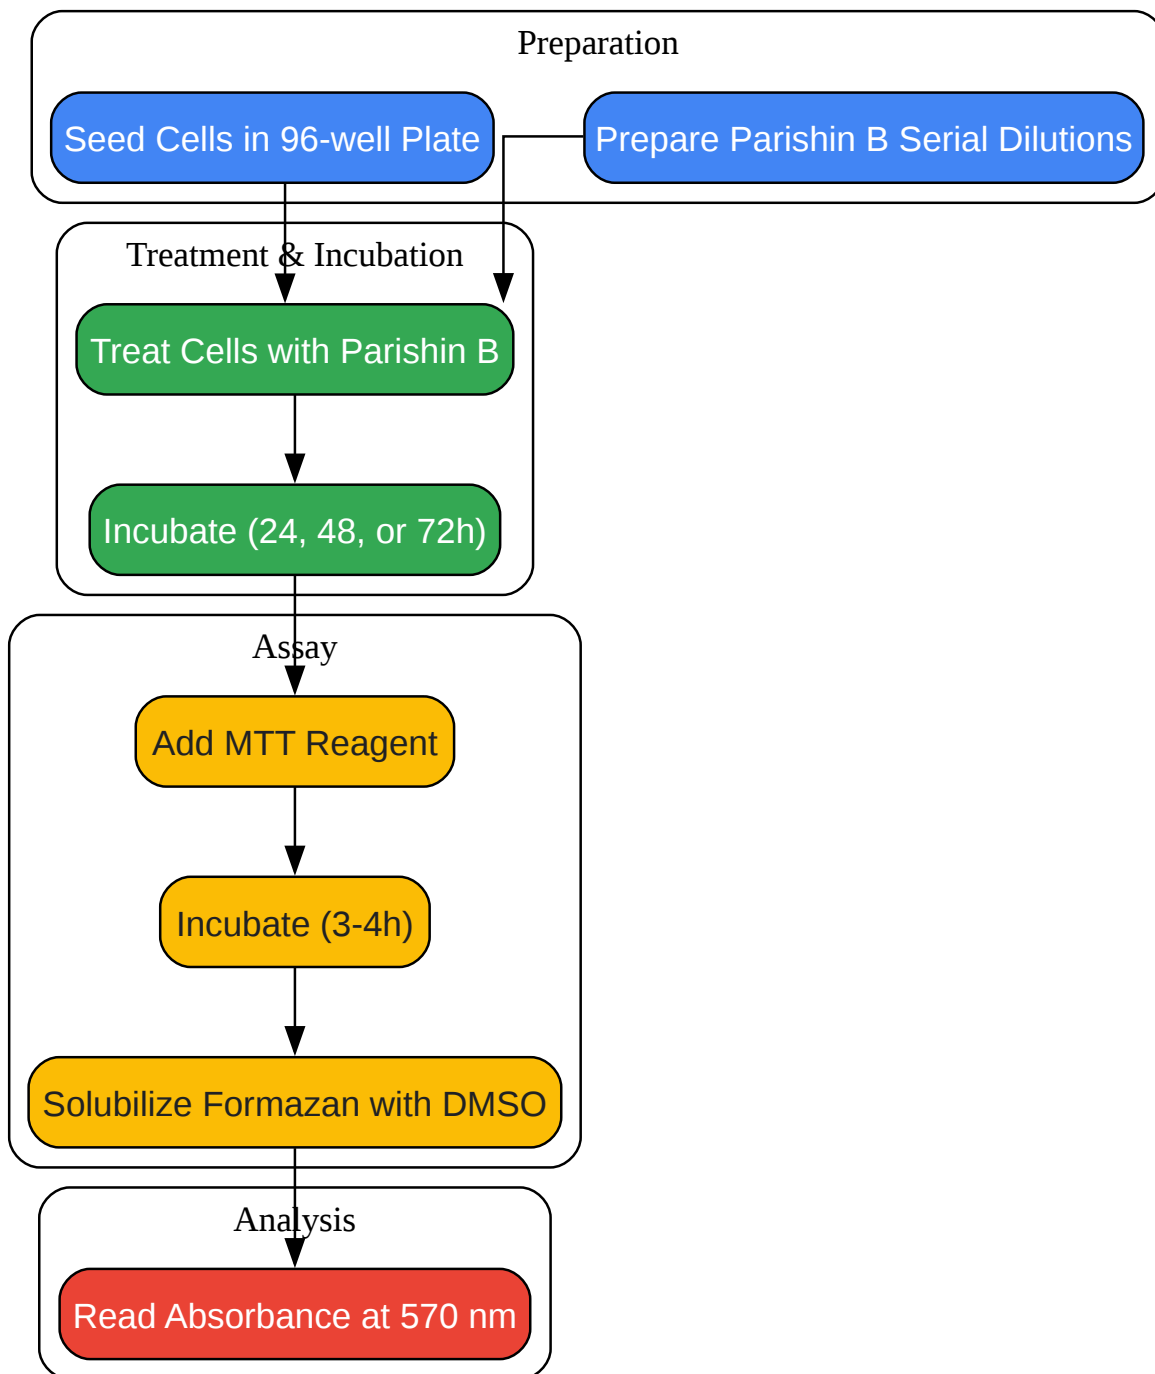 Preparation
Seed Cells in 96-well Plate
Prepare Parishin B Serial Dilutions
Treatment & Incubation
Treat Cells with Parishin B
Incubate (24, 48, or 72h)
Assay
Add MTT Reagent
Incubate (3-4h)
Solubilize Formazan with DMSO
Analysis
Read Absorbance at 570 nm